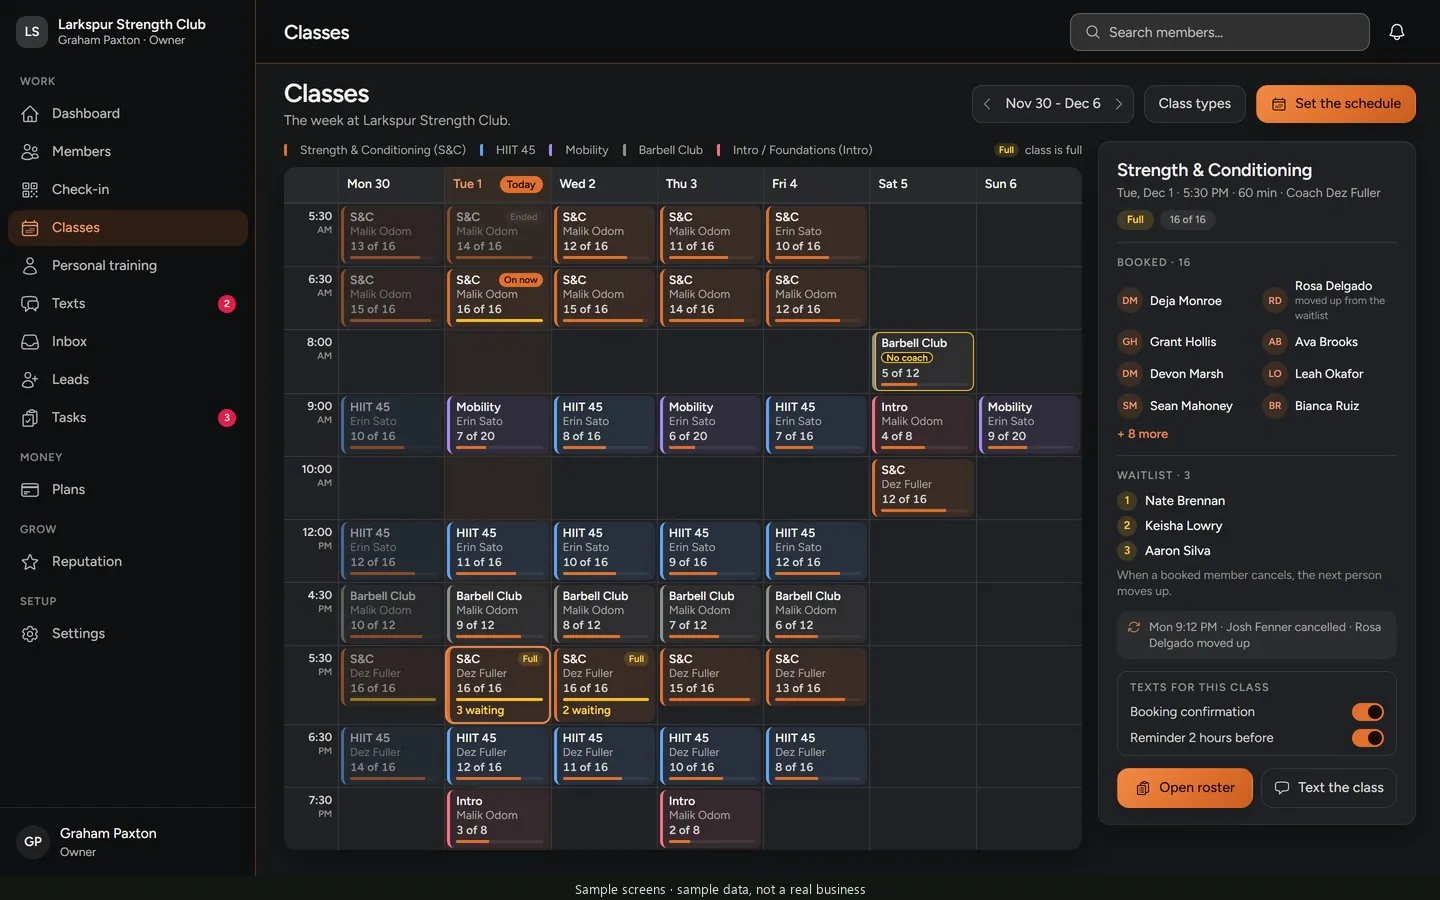 LS
Larkspur Strength Club
Graham Paxton · Owner
WORK
Dashboard
Members
Check-in
Classes
Personal training
Texts 2
Inbox
Leads
Tasks 3
MONEY
Plans
GROW
Reputation
SETUP
Settings
GP
Graham Paxton
Owner
Classes
Search members...
Classes
The week at Larkspur Strength Club.
Nov 30 - Dec 6
Class types
Set the schedule
Strength & Conditioning (S&C) HIIT 45 Mobility Barbell Club Intro / Foundations (Intro) Full class is full
Mon 30 Tue 1 Today Wed 2 Thu 3 Fri 4 Sat 5 Sun 6
5:30 S&C S&C Ended S&C S&C S&C
AM Malik Odom Malik Odom Malik Odom Malik Odom Erin Sato
13 of 16 14 of 16 12 of 16 11 of 16 10 of 16
6:30 S&C S&C On now S&C S&C S&C
AM Malik Odom Malik Odom Malik Odom Malik Odom Malik Odom
15 of 16 16 of 16 15 of 16 14 of 16 12 of 16
8:00 Barbell Club
AM No coach
5 of 12
9:00 HIIT 45 Mobility HIIT 45 Mobility HIIT 45 Intro Mobility
AM Erin Sato Erin Sato Erin Sato Erin Sato Erin Sato Malik Odom Erin Sato
10 of 16 7 of 20 8 of 16 6 of 20 7 of 16 4 of 8 9 of 20
10:00 S&C
AM Dez Fuller
12 of 16
12:00 HIIT 45 HIIT 45 HIIT 45 HIIT 45 HIIT 45
PM Erin Sato Erin Sato Erin Sato Erin Sato Erin Sato
12 of 16 11 of 16 10 of 16 9 of 16 12 of 16
4:30 Barbell Club Barbell Club Barbell Club Barbell Club Barbell Club
PM Malik Odom Malik Odom Malik Odom Malik Odom Malik Odom
10 of 12 9 of 12 8 of 12 7 of 12 6 of 12
5:30 S&C S&C Full S&C Full S&C S&C
PM Dez Fuller Dez Fuller Dez Fuller Dez Fuller Dez Fuller
16 of 16 16 of 16 16 of 16 15 of 16 13 of 16
3 waiting 2 waiting
6:30 HIIT 45 HIIT 45 HIIT 45 HIIT 45 HIIT 45
PM Dez Fuller Dez Fuller Dez Fuller Dez Fuller Dez Fuller
14 of 16 12 of 16 11 of 16 10 of 16 8 of 16
7:30 Intro Intro
PM Malik Odom Malik Odom
3 of 8 2 of 8
Strength & Conditioning
Tue, Dec 1 · 5:30 PM · 60 min · Coach Dez Fuller
Full 16 of 16
BOOKED · 16
DM Deja Monroe
RD Rosa Delgado
moved up from the
waitlist
GH Grant Hollis
AB Ava Brooks
DM Devon Marsh
LO Leah Okafor
SM Sean Mahoney
BR Bianca Ruiz
+ 8 more
WAITLIST · 3
1 Nate Brennan
2 Keisha Lowry
3 Aaron Silva
When a booked member cancels, the next person
moves up.
Mon 9:12 PM · Josh Fenner cancelled · Rosa
Delgado moved up
TEXTS FOR THIS CLASS
Booking confirmation
Reminder 2 hours before
Open roster
Text the class
Sample screens · sample data, not a real business